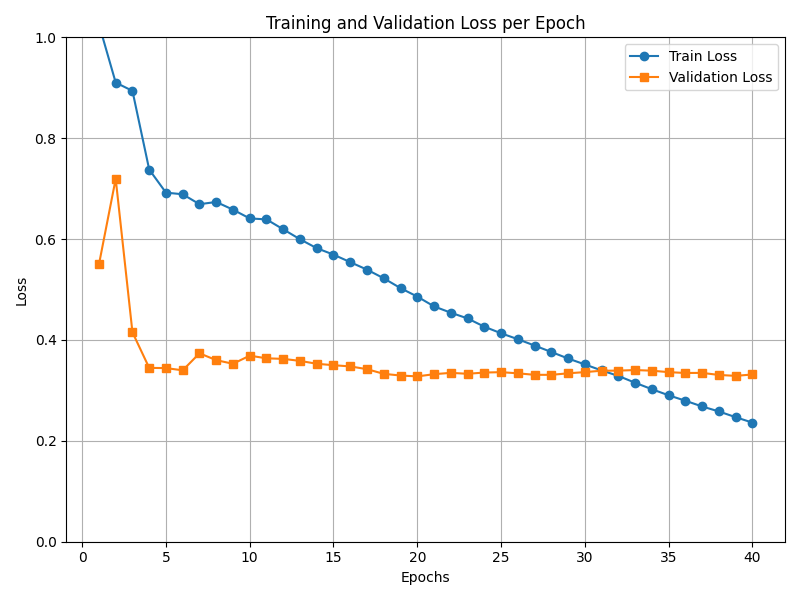 Training and Validation Loss per Epoch
Train Loss
Validation Loss
Loss
1.0
0.8
0.6
0.4
0.2
0.0
0 5 10 15 20 25 30 35 40
Epochs